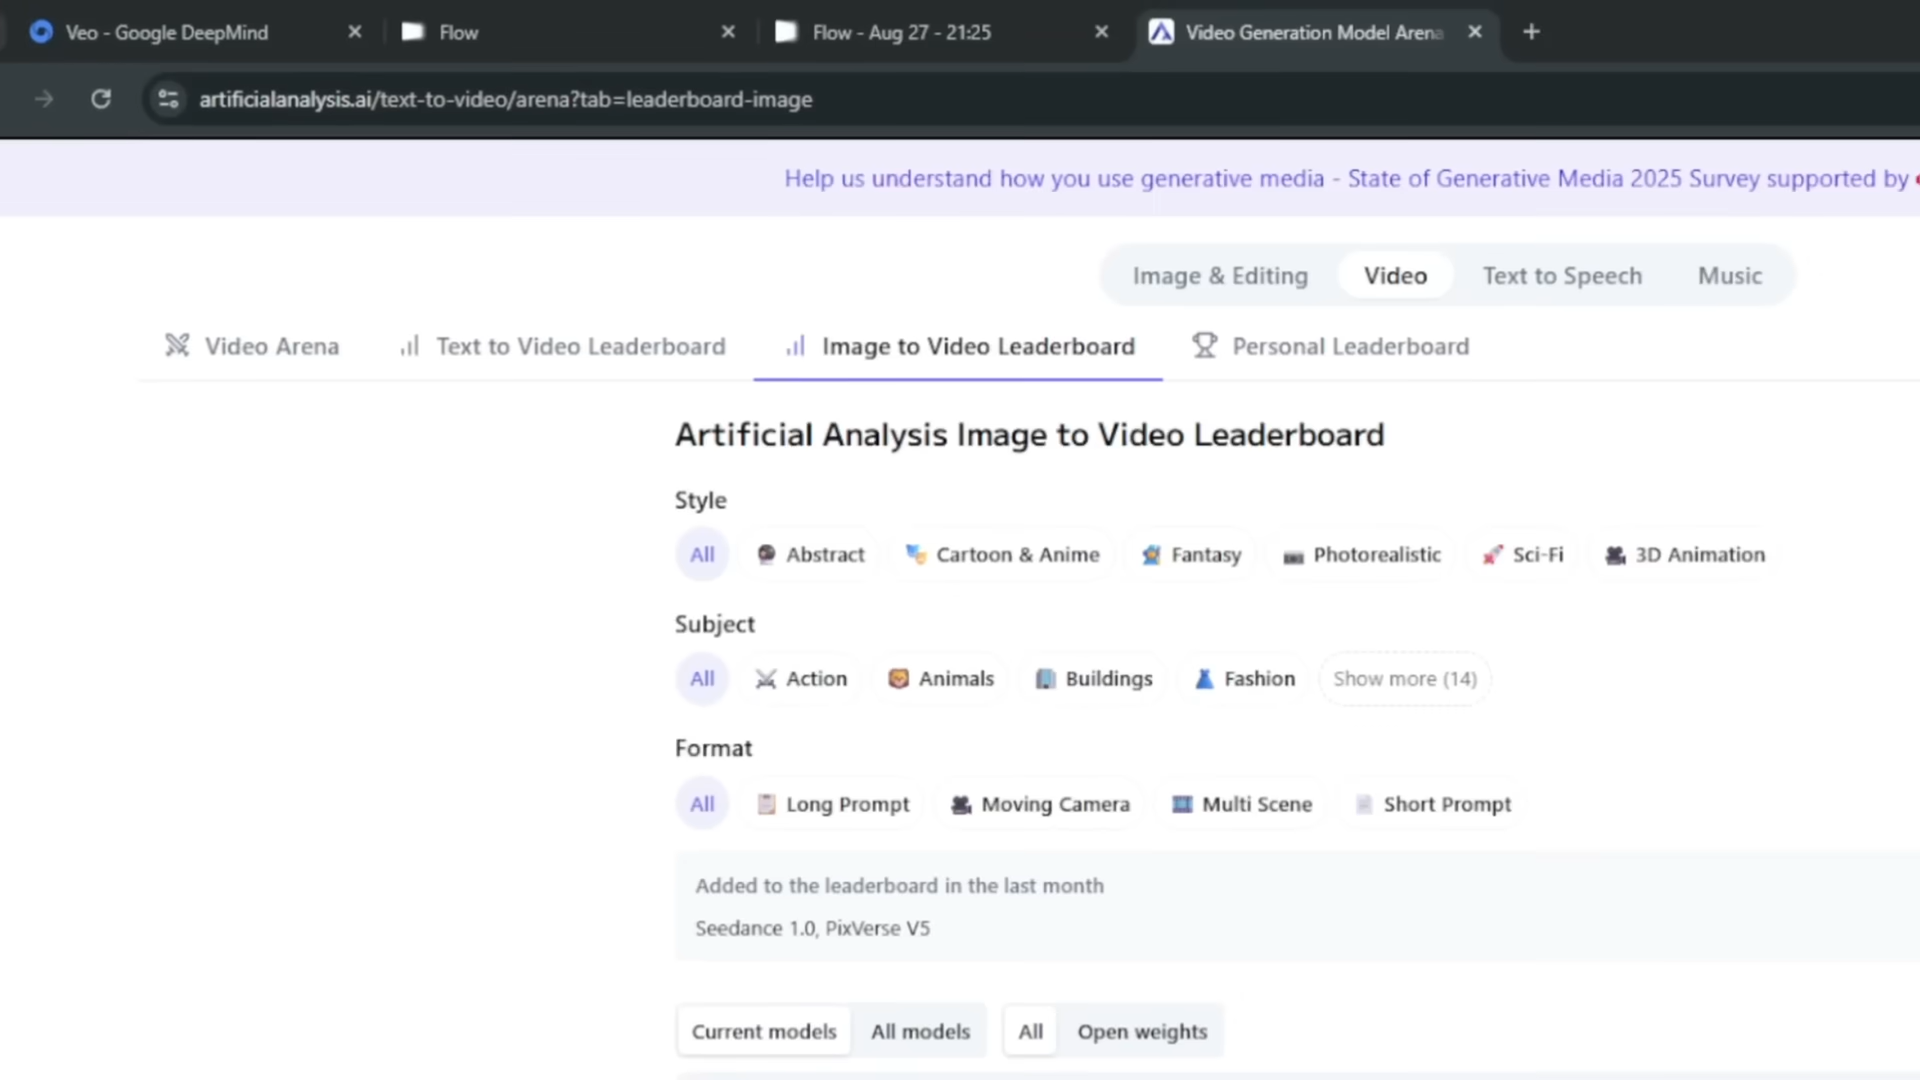 Veo - Google DeepMind
Flow
Flow - Aug 27 - 21:25
Video Generation Model Arena
artificialanalysis.ai/text-to-video/arena?tab=leaderboard-image
Help us understand how you use generative media - State of Generative Media 2025 Survey supported by
Image & Editing
Video
Text to Speech
Music
Video Arena
Text to Video Leaderboard
Image to Video Leaderboard
Personal Leaderboard
Artificial Analysis Image to Video Leaderboard
Style
All
Abstract
Cartoon & Anime
Fantasy
Photorealistic
Sci-Fi
3D Animation
Subject
All
Action
Animals
Buildings
Fashion
Show more (14)
Format
All
Long Prompt
Moving Camera
Multi Scene
Short Prompt
Added to the leaderboard in the last month
Seedance 1.0, PixVerse V5
Current models
All models
All
Open weights